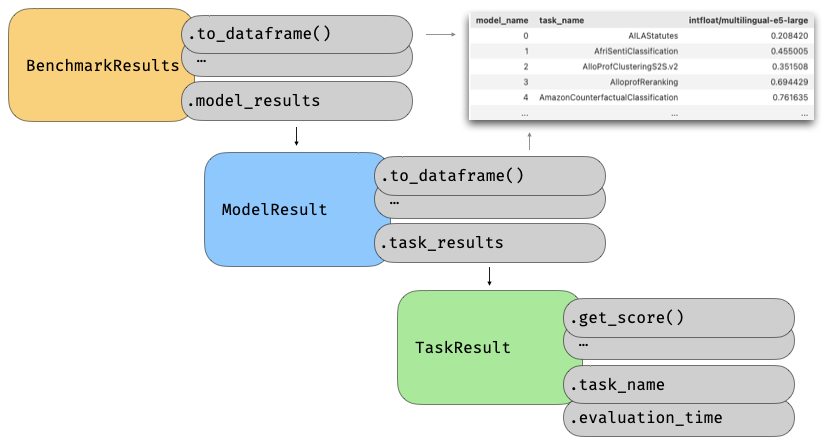 BenchmarkResults
.to_dataframe()
…
.model_results
model_name task_name intfloat/multilingual-e5-large
0 AILAStatutes 0.208420
1 AfriSentiClassification 0.455005
2 AlloProfClusteringS2S.v2 0.351508
3 AlloprofReranking 0.694429
4 AmazonCounterfactualClassification 0.761635
... ... ...
ModelResult
.to_dataframe()
…
.task_results
TaskResult
.get_score()
…
.task_name
.evaluation_time